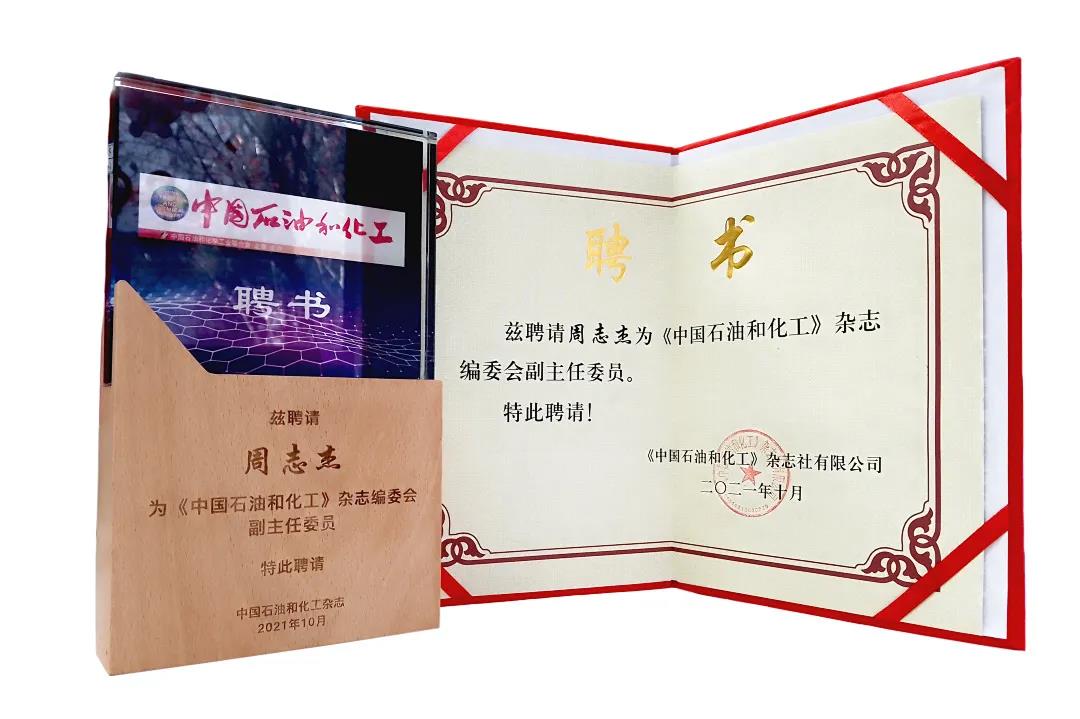 中国石油和化工
聘书
兹聘请
周志杰
为《中国石油和化工》杂志编委会
副主任委员
特此聘请
中国石油和化工杂志
2021年10月
聘书
兹聘请周志杰为《中国石油和化工》杂志
编委会副主任委员。
特此聘请!
《中国石油和化工》杂志社有限公司
二〇二一年十月